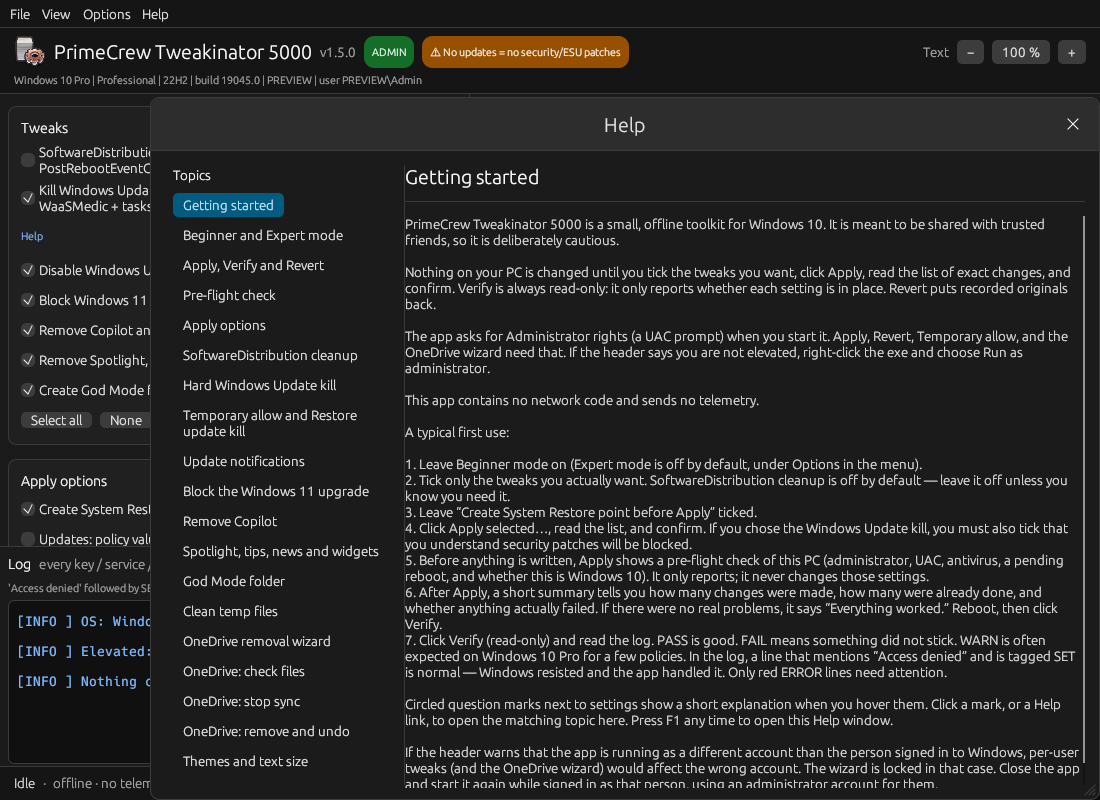 File View Options Help
PrimeCrew Tweakinator 5000 v1.5.0 ADMIN ⚠ No updates = no security/ESU patches Text − 100 % +
Windows 10 Pro | Professional | 22H2 | build 19045.0 | PREVIEW | user PREVIEW\Admin
Tweaks
PostRebootEventC
Kill Windows Upda
WaaSMedic + tasks
Help
Disable Windows U
Block Windows 11
Remove Copilot an
Remove Spotlight,
Create God Mode f
Select all None
Apply options
Create System Rest
Updates: policy valu
Log every key / service /
'Access denied' followed by SE
[INFO ] OS: Windo
[INFO ] Elevated:
[INFO ] Nothing c
Idle · offline · no telem
Help
Topics
Getting started
Beginner and Expert mode
Apply, Verify and Revert
Pre-flight check
Apply options
SoftwareDistribution cleanup
Hard Windows Update kill
Temporary allow and Restore
update kill
Update notifications
Block the Windows 11 upgrade
Remove Copilot
Spotlight, tips, news and widgets
God Mode folder
Clean temp files
OneDrive removal wizard
OneDrive: check files
OneDrive: stop sync
OneDrive: remove and undo
Themes and text size
Getting started
PrimeCrew Tweakinator 5000 is a small, offline toolkit for Windows 10. It is meant to be shared with trusted
friends, so it is deliberately cautious.
Nothing on your PC is changed until you tick the tweaks you want, click Apply, read the list of exact changes, and
confirm. Verify is always read-only: it only reports whether each setting is in place. Revert puts recorded originals
back.
The app asks for Administrator rights (a UAC prompt) when you start it. Apply, Revert, Temporary allow, and the
OneDrive wizard need that. If the header says you are not elevated, right-click the exe and choose Run as
administrator.
This app contains no network code and sends no telemetry.
A typical first use:
1. Leave Beginner mode on (Expert mode is off by default, under Options in the menu).
2. Tick only the tweaks you actually want. SoftwareDistribution cleanup is off by default — leave it off unless you
know you need it.
3. Leave "Create System Restore point before Apply" ticked.
4. Click Apply selected…, read the list, and confirm. If you chose the Windows Update kill, you must also tick that
you understand security patches will be blocked.
5. Before anything is written, Apply shows a pre-flight check of this PC (administrator, UAC, antivirus, a pending
reboot, and whether this is Windows 10). It only reports; it never changes those settings.
6. After Apply, a short summary tells you how many changes were made, how many were already done, and
whether anything actually failed. If there were no real problems, it says "Everything worked." Reboot, then click
Verify.
7. Click Verify (read-only) and read the log. PASS is good. FAIL means something did not stick. WARN is often
expected on Windows 10 Pro for a few policies. In the log, a line that mentions "Access denied" and is tagged SET
is normal — Windows resisted and the app handled it. Only red ERROR lines need attention.
Circled question marks next to settings show a short explanation when you hover them. Click a mark, or a Help
link, to open the matching topic here. Press F1 any time to open this Help window.
If the header warns that the app is running as a different account than the person signed in to Windows, per-user
tweaks (and the OneDrive wizard) would affect the wrong account. The wizard is locked in that case. Close the app
and start it again while signed in as that person, using an administrator account for them.